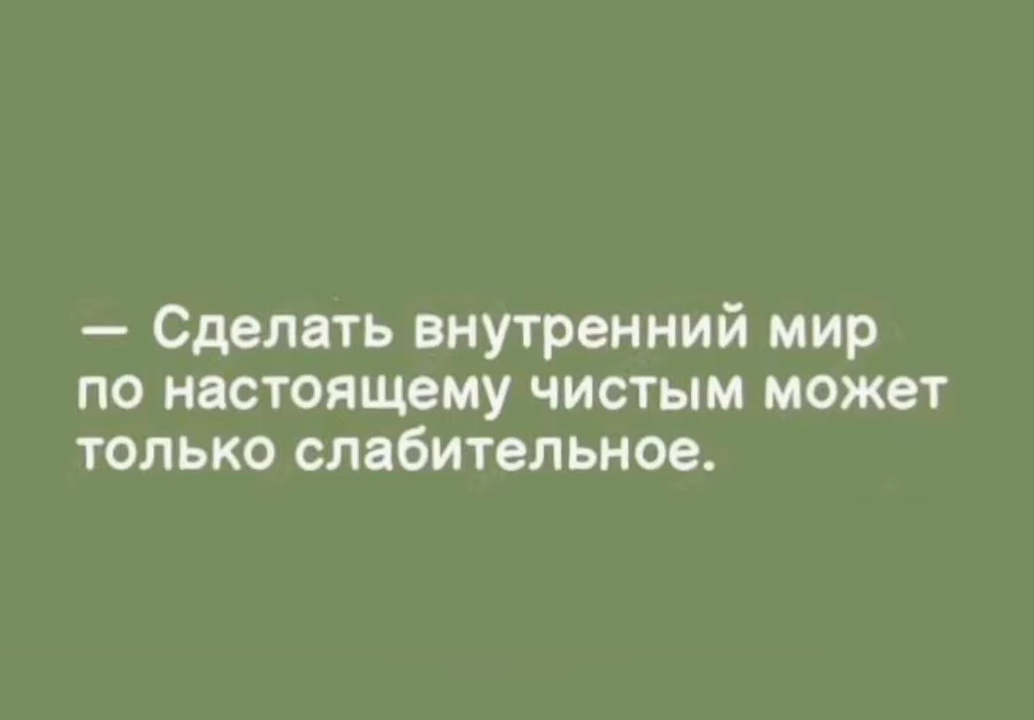 — Сделать внутренний мир
по настоящему чистым может
только слабительное.